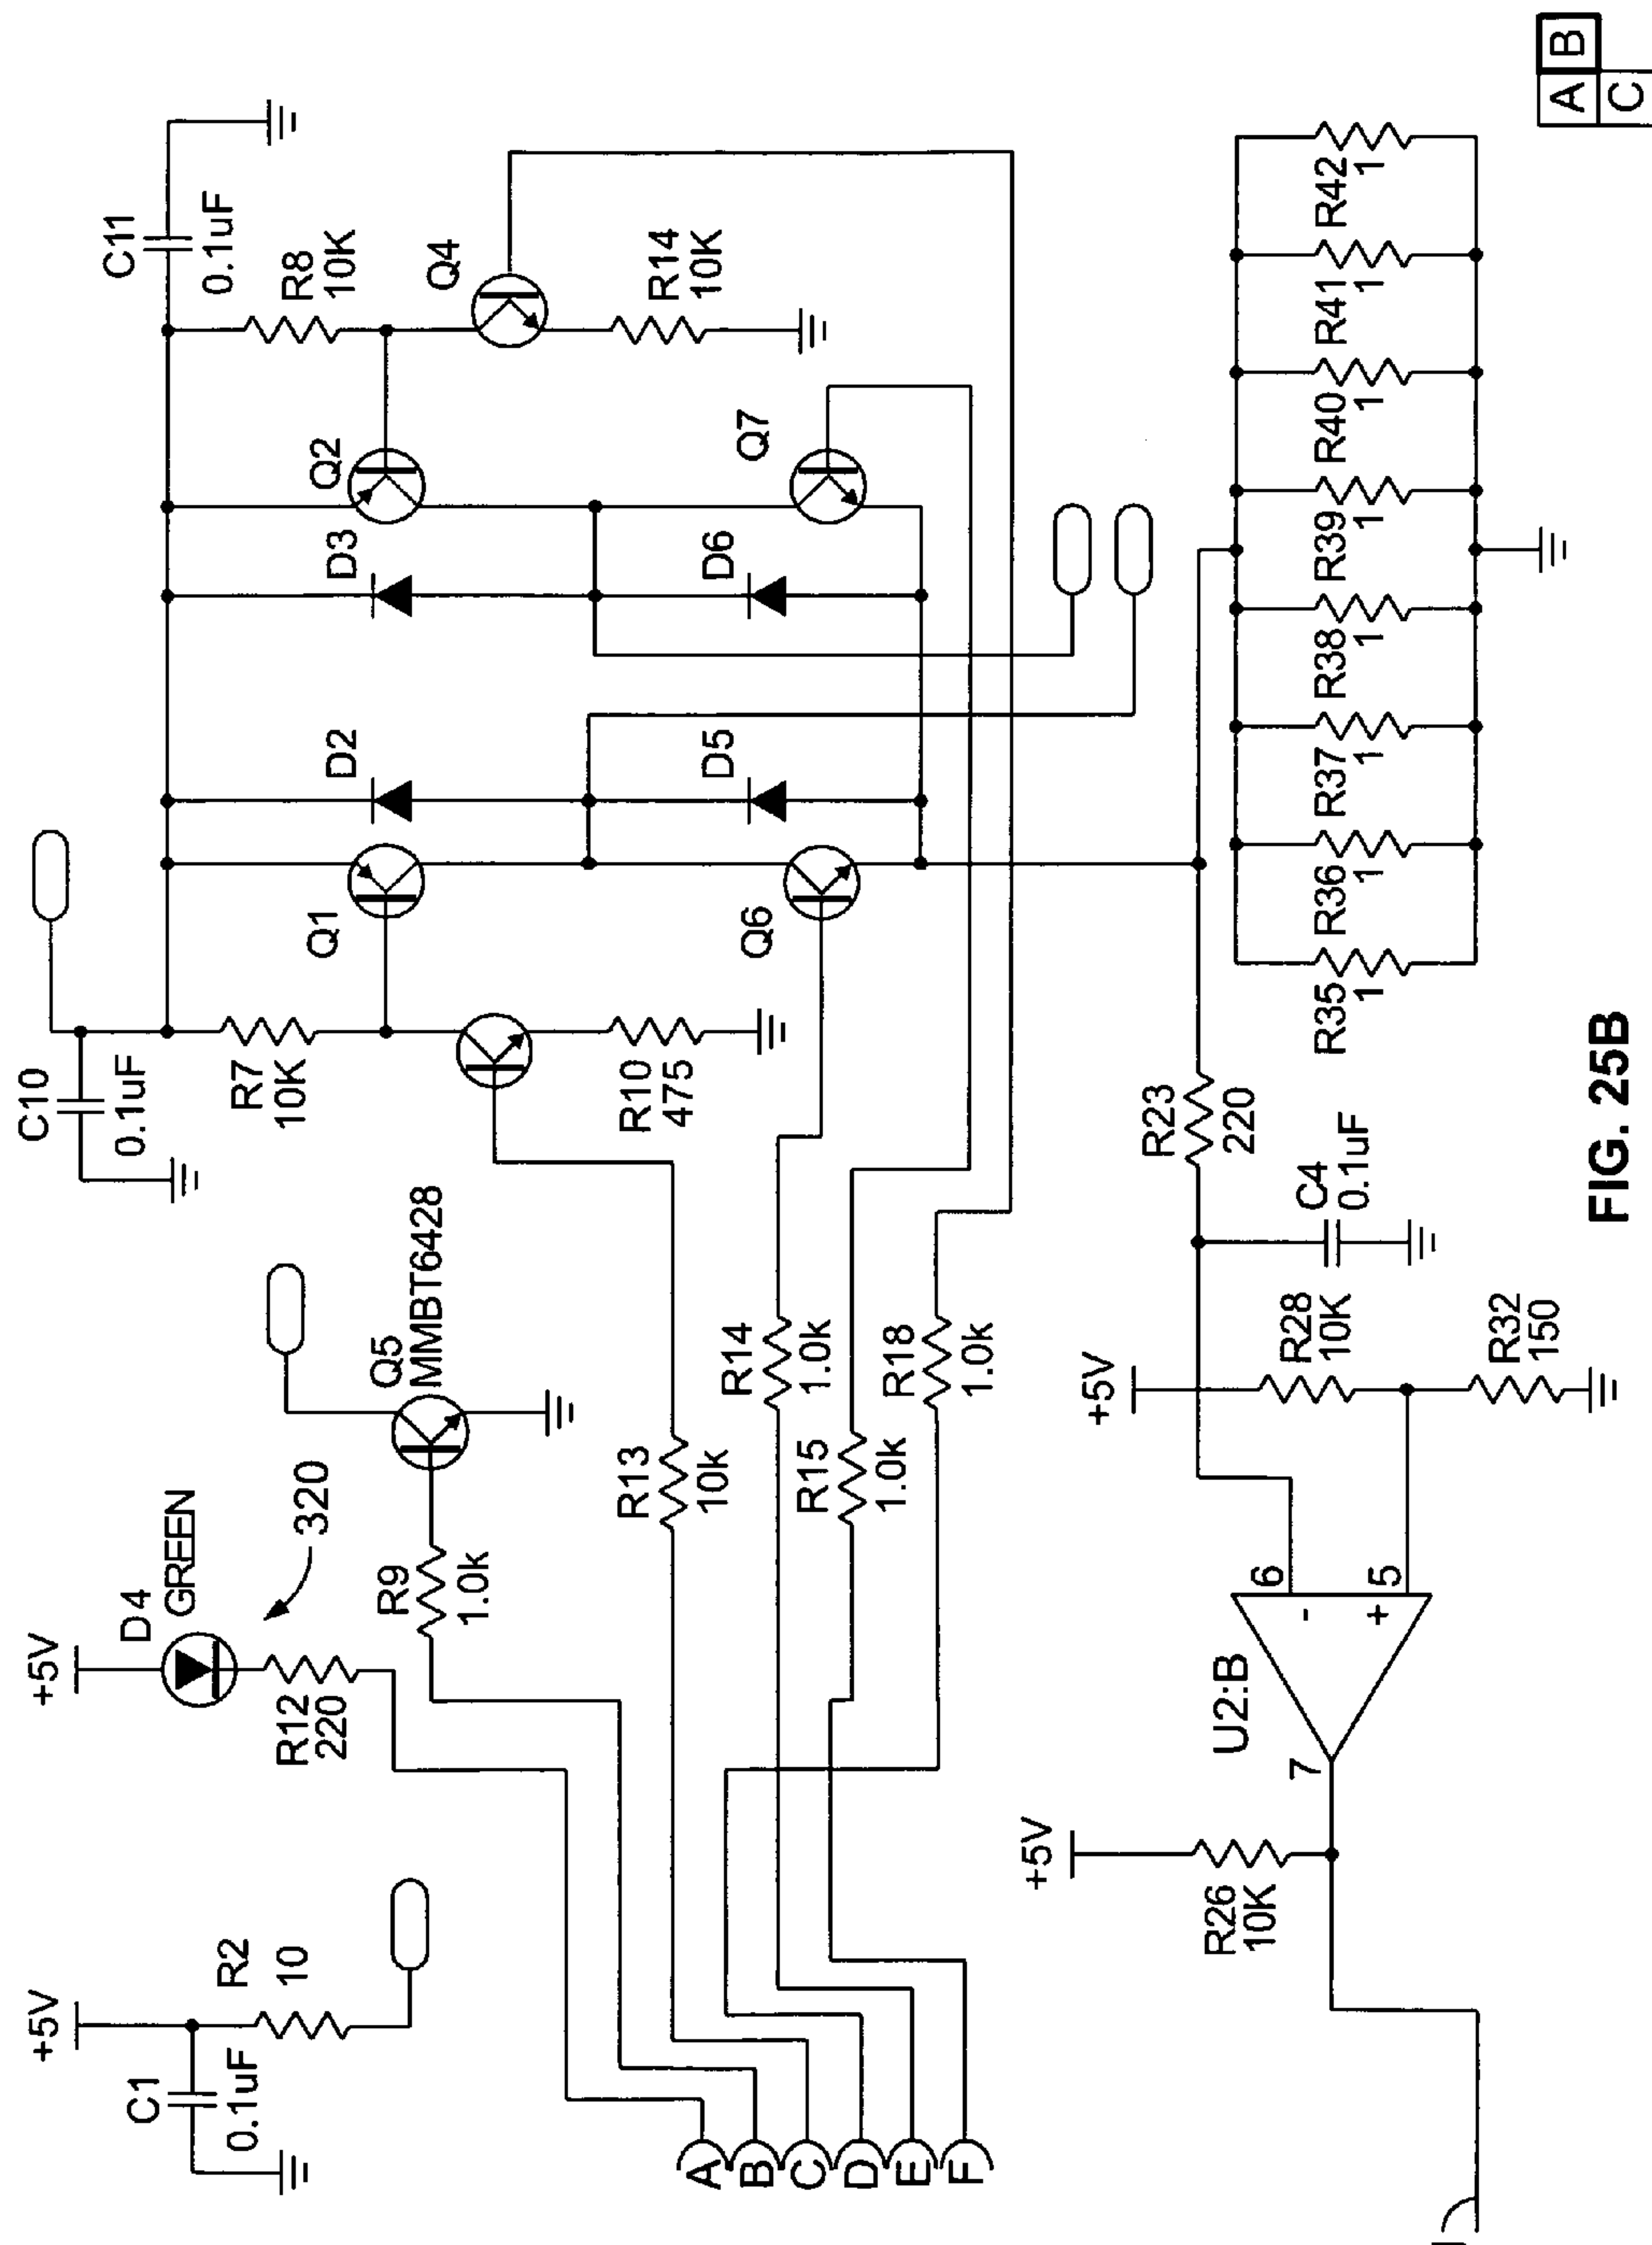 +5V
C1
0.1uF
R2
10
+5V
D4
GREEN
R12
220
320
R9
1.0k
Q5
MMBT6428
C10
0.1uF
R7
10K
R10
475
Q1
Q6
D2
D5
D3
D6
Q2
Q7
C11
0.1uF
R8
10K
Q4
R14
10K
R13
10k
R14
1.0k
R15
1.0k
R18
1.0k
A
B
C
D
E
F
+5V
R26
10K
7
U2:B
6
-
5
+
+5V
R28
10K
R32
150
C4
0.1uF
R23
220
R35
1
R36
1
R37
1
R38
1
R39
1
R40
1
R41
1
R42
1
FIG. 25B
A B
C